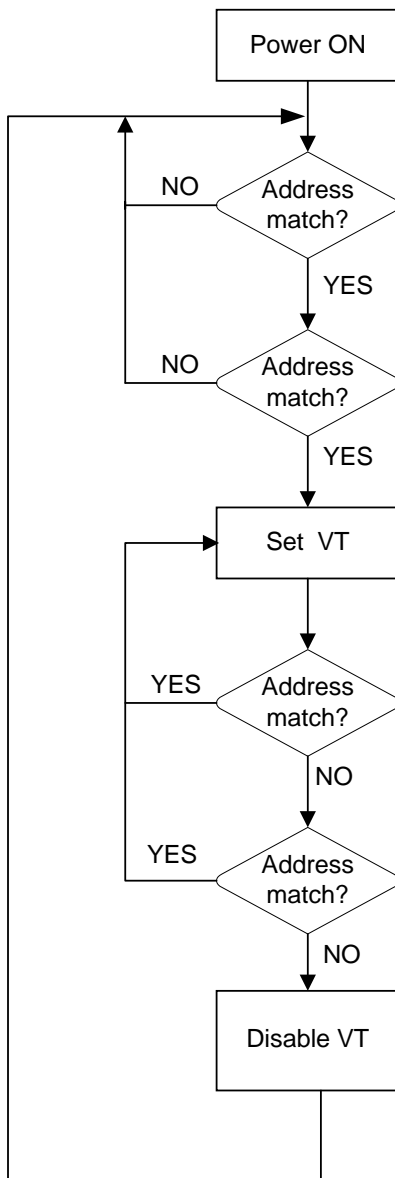 Power ON
NO
Address
match?
YES
NO
Address
match?
YES
Set VT
YES
Address
match?
NO
YES
Address
match?
NO
Disable VT